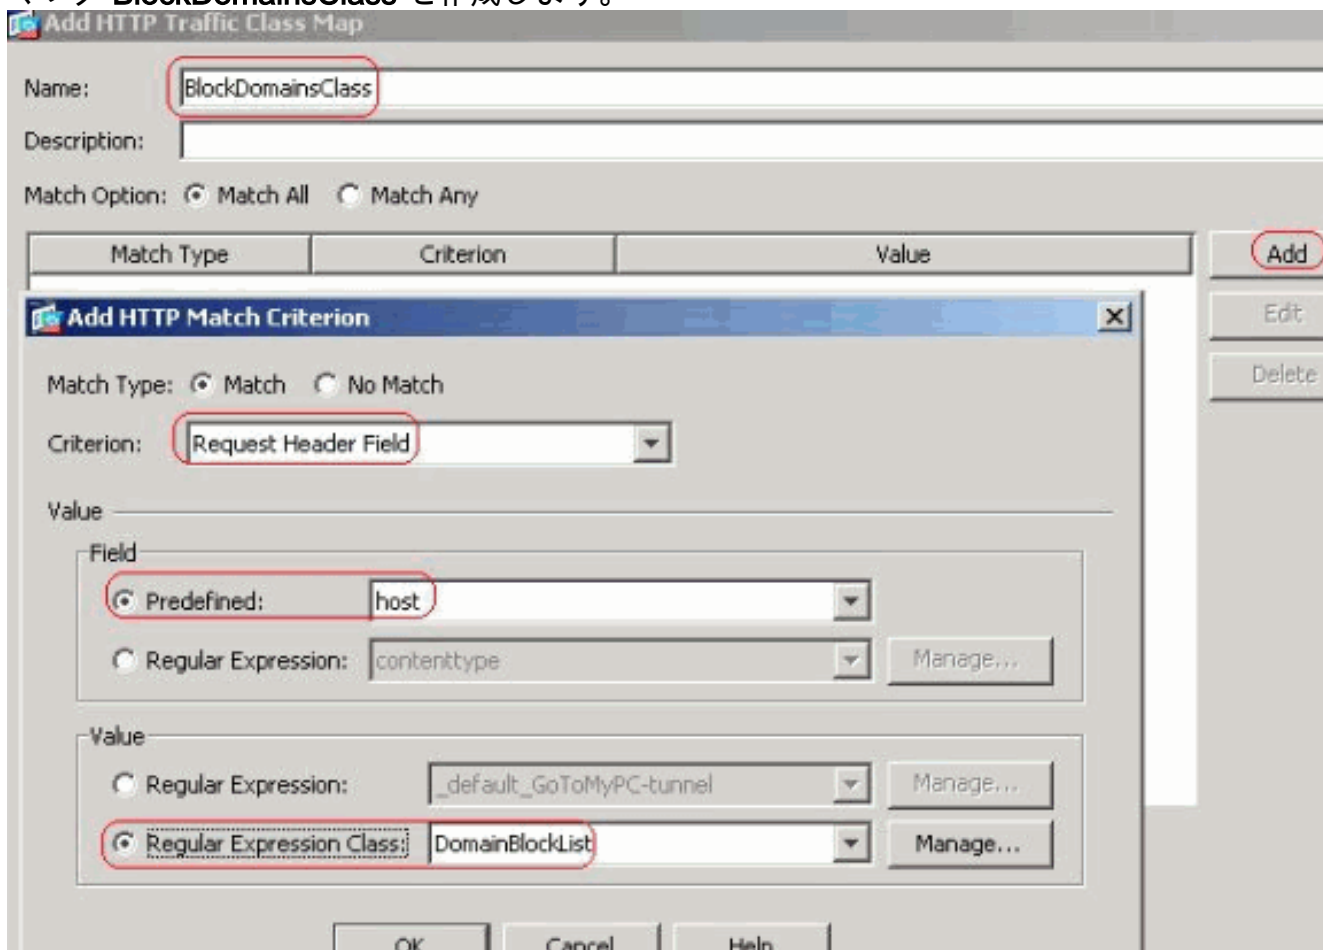 BlockDomainsClass を作成します。
Add HTTP Traffic Class Map
Name: BlockDomainsClass
Description:
Match Option: Match All Match Any
Match Type Criterion Value
Add
Edit
Delete
Add HTTP Match Criterion
Match Type: Match No Match
Criterion: Request Header Field
Value
Field
Predefined: host
Regular Expression: contenttype Manage...
Value
Regular Expression: _default_GoToMyPC-tunnel Manage...
Regular Expression Class: DomainBlockList Manage...
OK Cancel Help